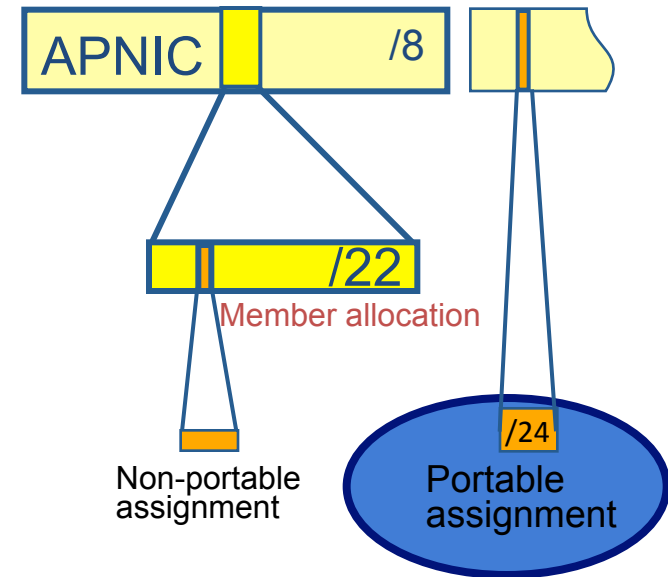 APNIC
/8
/22
Member allocation
/24
Non-portable
assignment
Portable
assignment